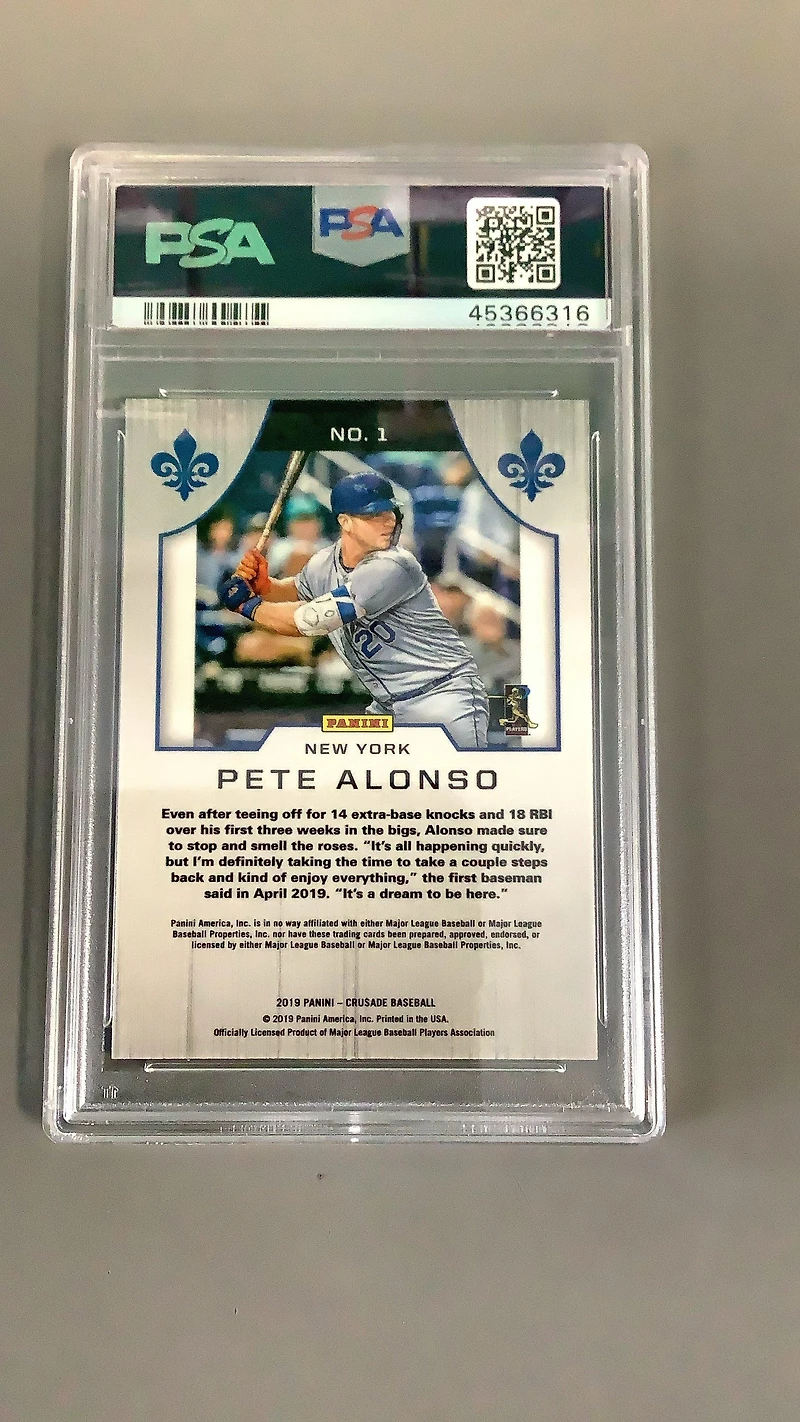 PSA
PSA
45366316
NO. 1
20
PANINI
PLAYERS
NEW YORK
PETE ALONSO
Even after teeing off for 14 extra-base knocks and 18 RBI
over his first three weeks in the bigs, Alonso made sure
to stop and smell the roses. “It’s all happening quickly,
but I’m definitely taking the time to take a couple steps
back and kind of enjoy everything,” the first baseman
said in April 2019. “It’s a dream to be here.”
Panini America, Inc. is in no way affiliated with either Major League Baseball or Major League
Baseball Properties, Inc. nor have these trading cards been prepared, approved, endorsed, or
licensed by either Major League Baseball or Major League Baseball Properties, Inc.
2019 PANINI – CRUSADE BASEBALL
© 2019 Panini America, Inc. Printed in the USA.
Officially Licensed Product of Major League Baseball Players Association